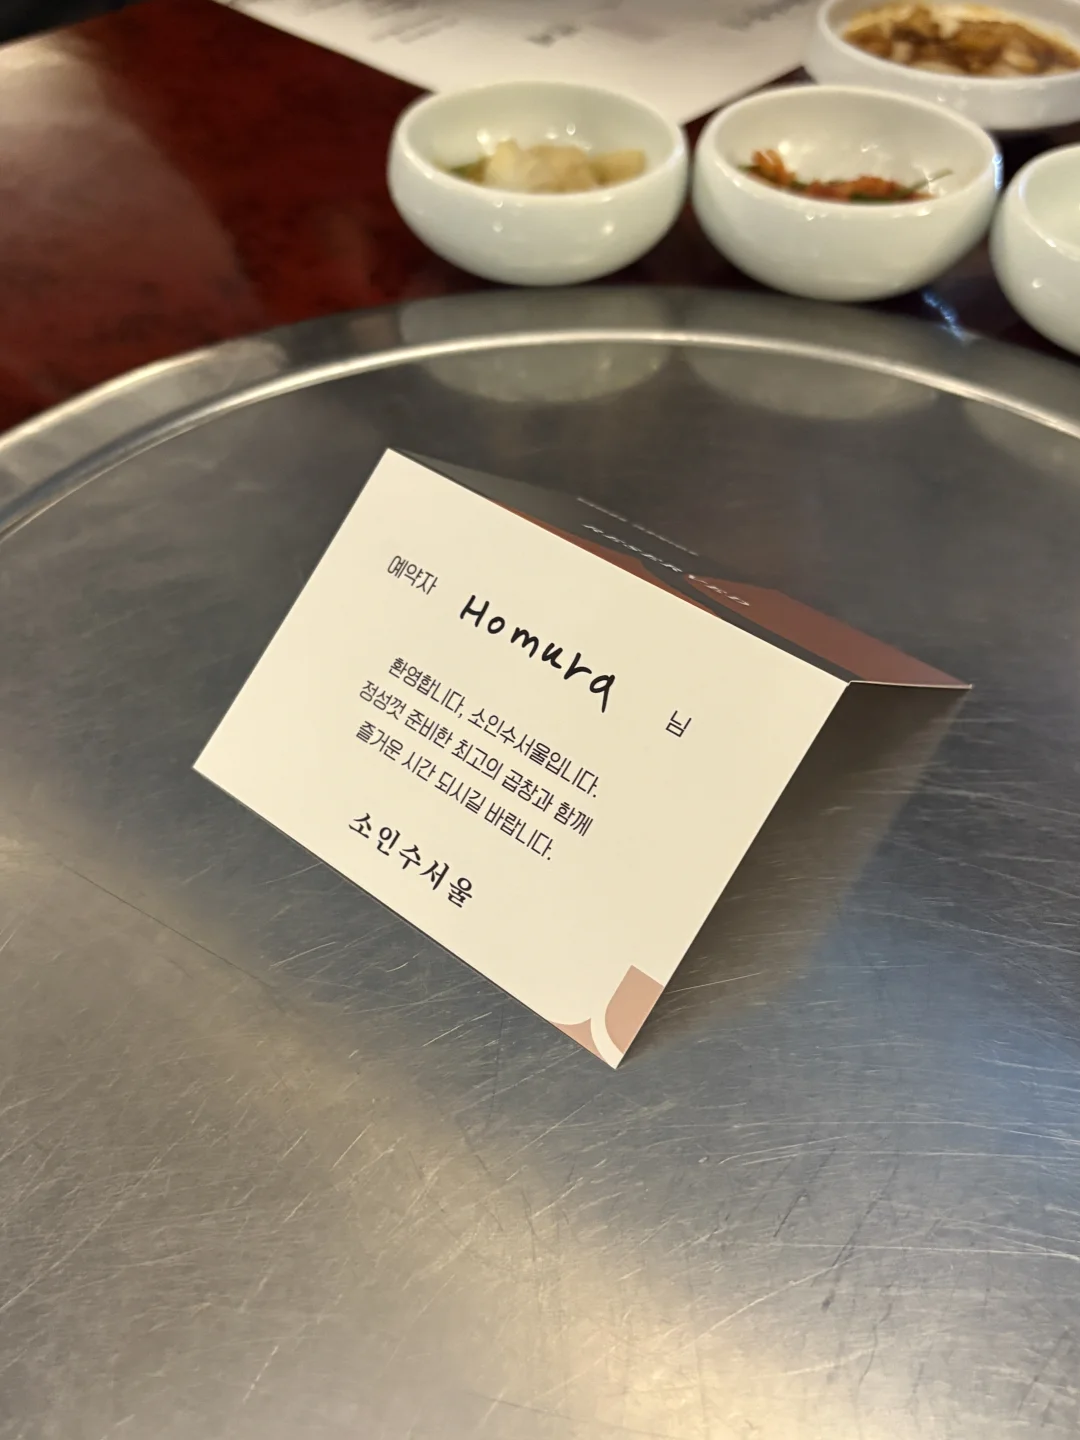 예약자 Homura 님
환영합니다, 소인수서울입니다.
정성껏 준비한 최고의 곱창과 함께
즐거운 시간 되시길 바랍니다.
소인수서울
RESERVED